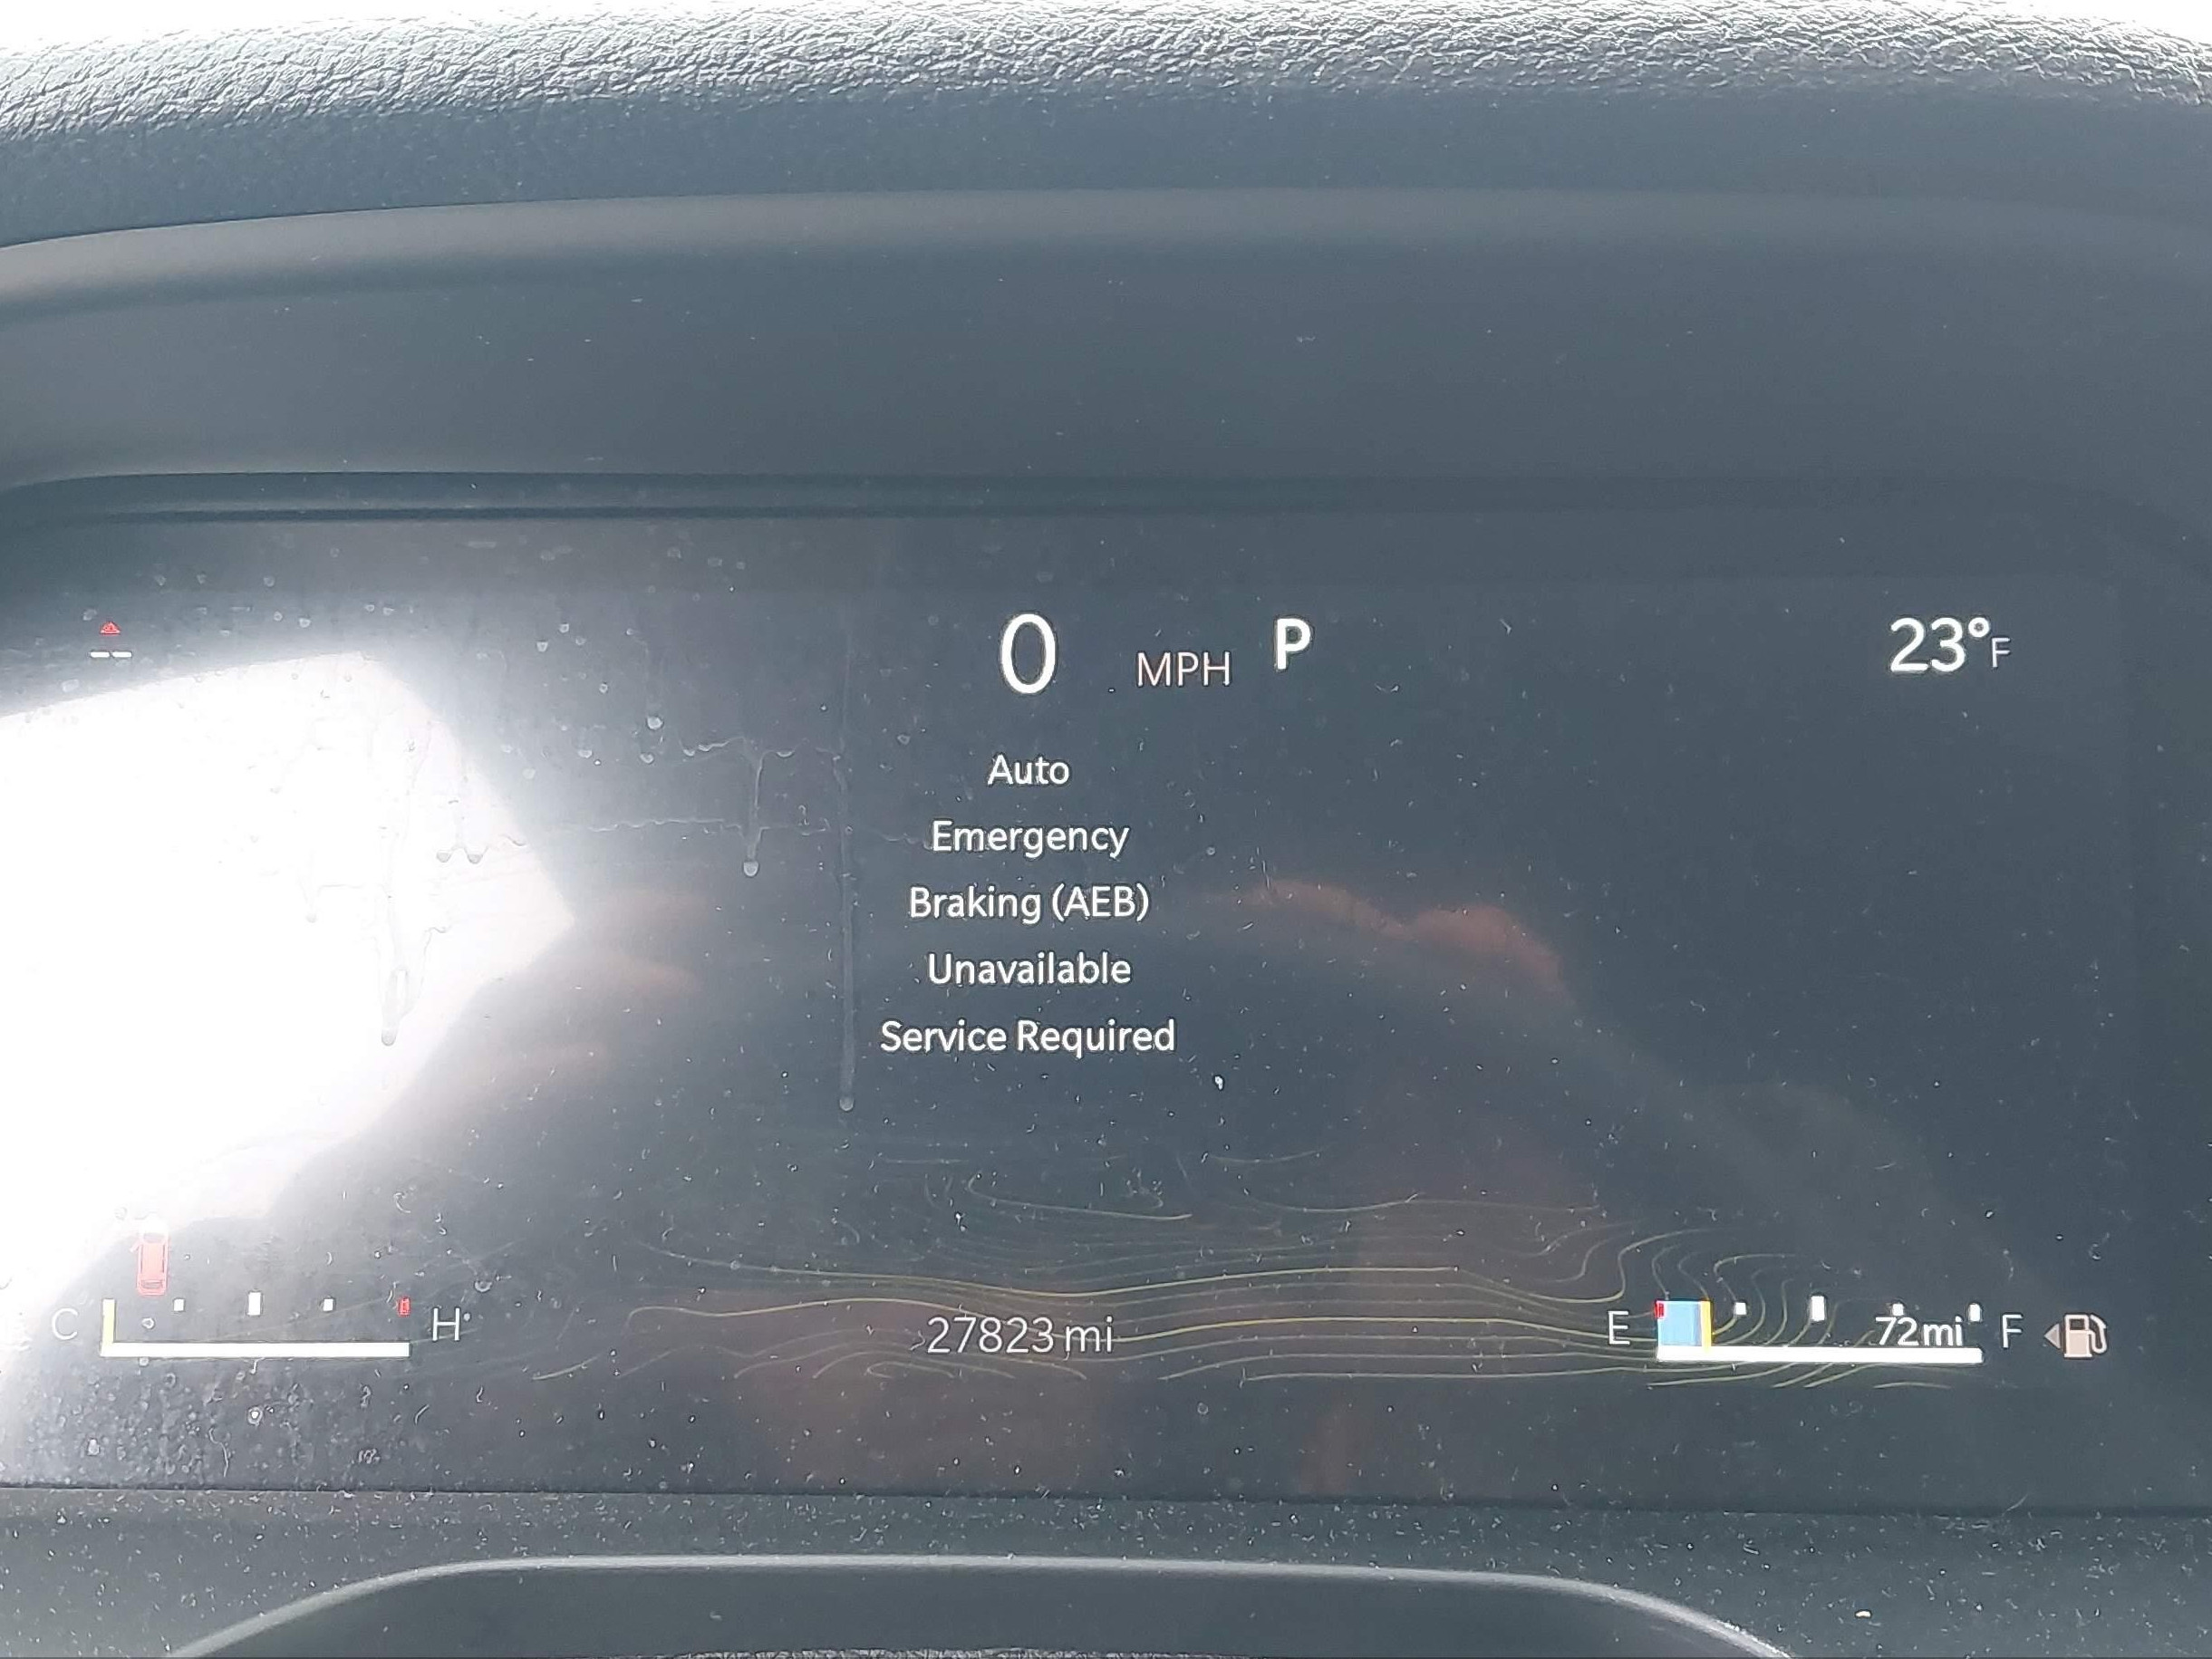 0 MPH P
23°F
Auto
Emergency
Braking (AEB)
Unavailable
Service Required
C H
27823 mi
E 72mi F